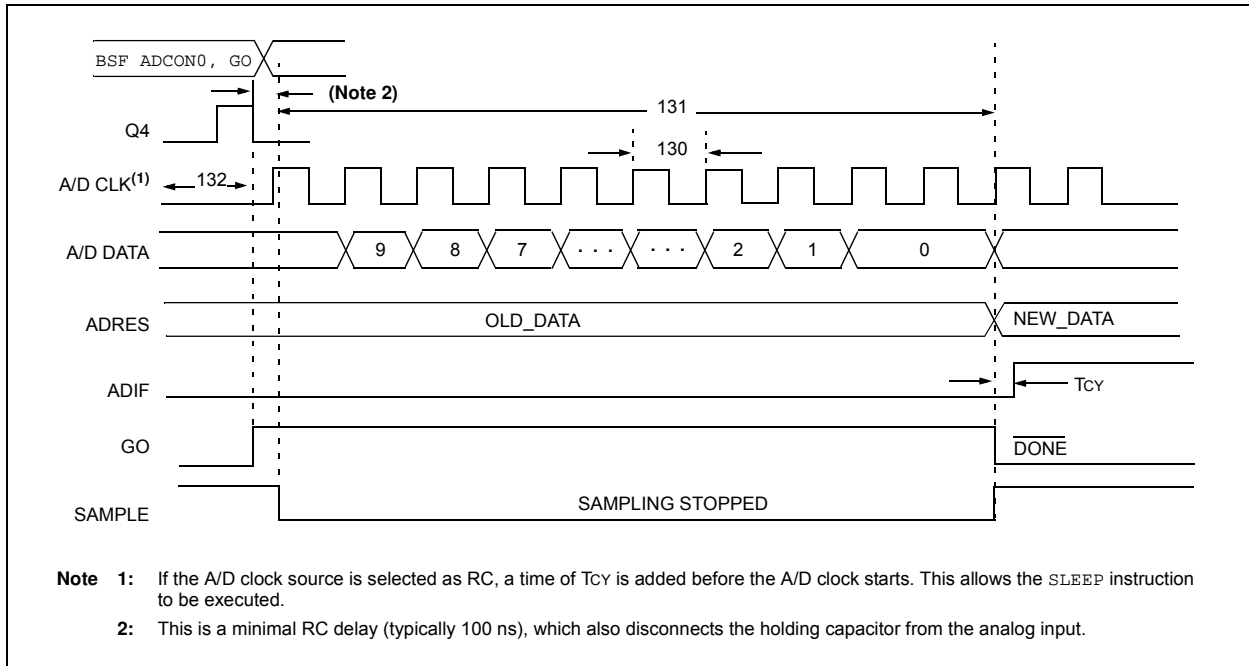 BSF ADCON0, GO
(Note 2)
131
Q4
130
A/D CLK(1)
132
A/D DATA
9 8 7 . . . . . . 2 1 0
ADRES
OLD_DATA
NEW_DATA
ADIF
TCY
GO
DONE
SAMPLE
SAMPLING STOPPED
Note 1: If the A/D clock source is selected as RC, a time of TCY is added before the A/D clock starts. This allows the SLEEP instruction
to be executed.
2: This is a minimal RC delay (typically 100 ns), which also disconnects the holding capacitor from the analog input.